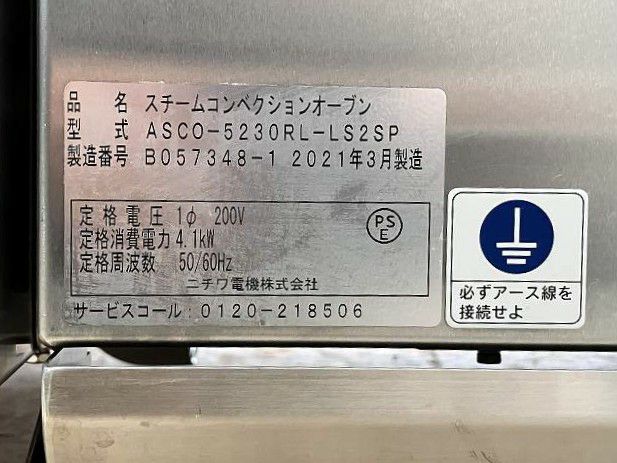 品名 スチームコンベクションオーブン
型式 ASCO-5230RL-LS2SP
製造番号 B057348-1 2021年3月製造
定格電圧 1φ 200V
定格消費電力 4.1kW
定格周波数 50/60Hz
PSE
ニチワ電機株式会社
サービスコール：0120-218506
必ずアース線を
接続せよ